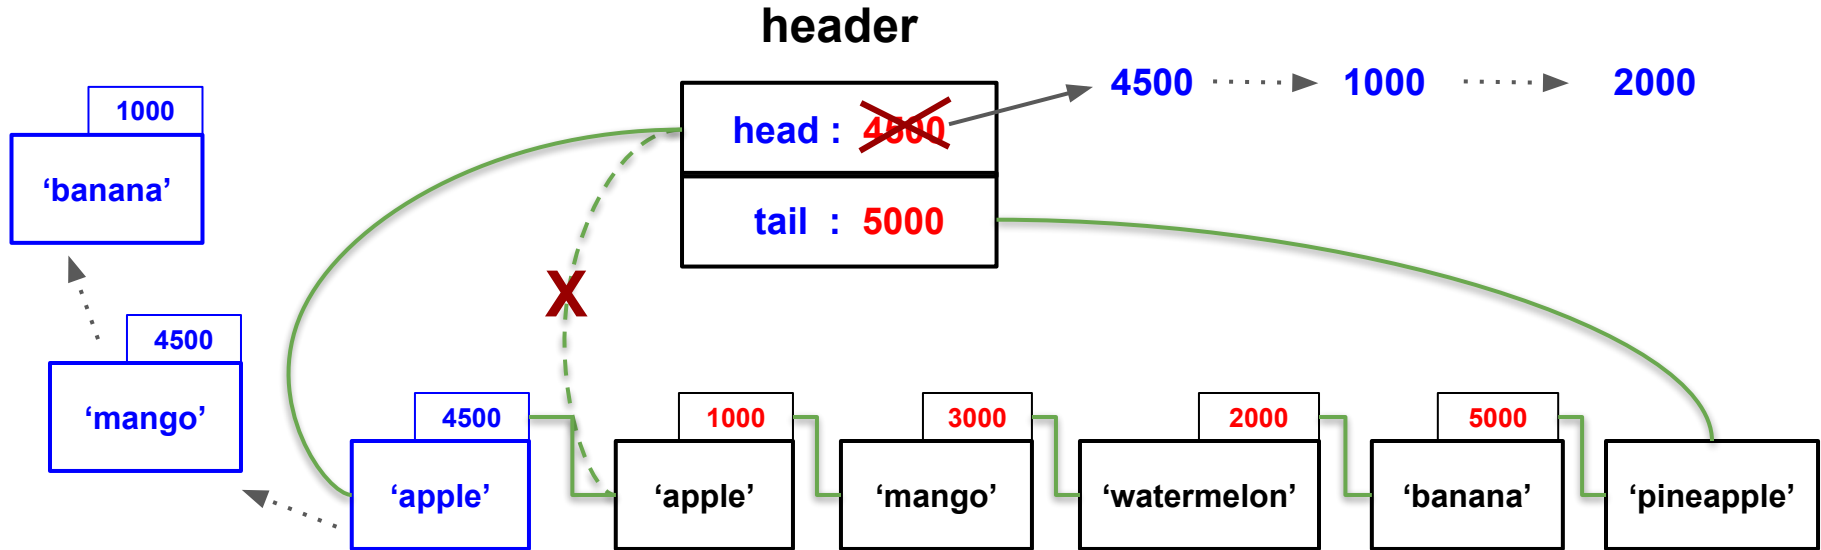 header
4500 1000 2000
1000
head : 4500
‘banana’
tail : 5000
4500
‘mango’
4500 1000 3000 2000 5000
‘apple’ ‘apple’ ‘mango’ ‘watermelon’ ‘banana’ ‘pineapple’
X